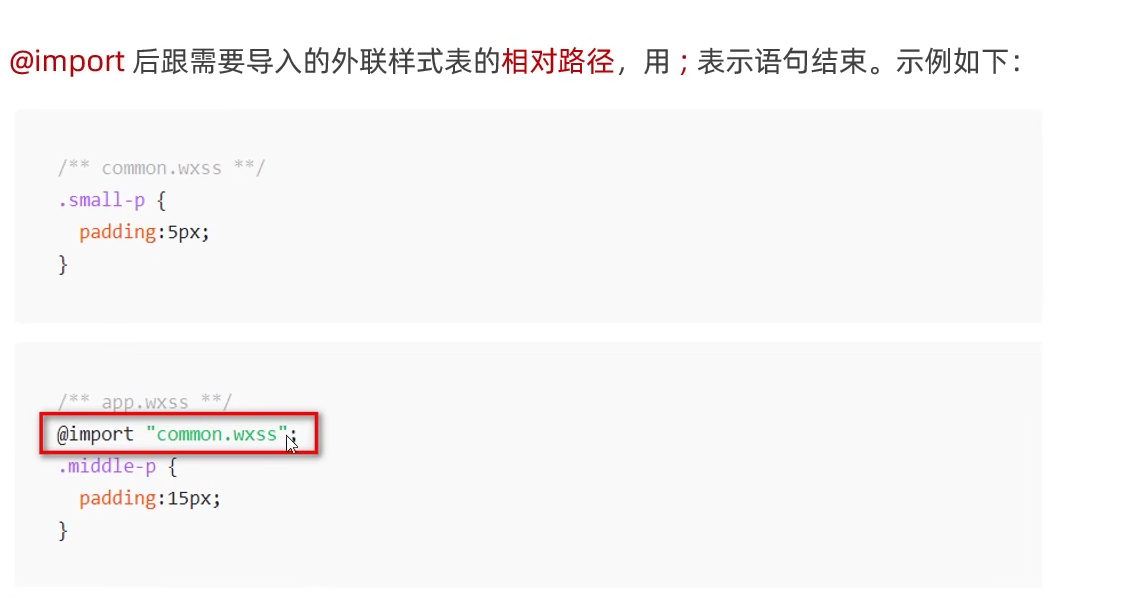 @import 后跟需要导入的外联样式表的相对路径，用 ; 表示语句结束。示例如下：
/** common.wxss **/
.small-p {
  padding:5px;
}
/** app.wxss **/
@import "common.wxss";
.middle-p {
  padding:15px;
}